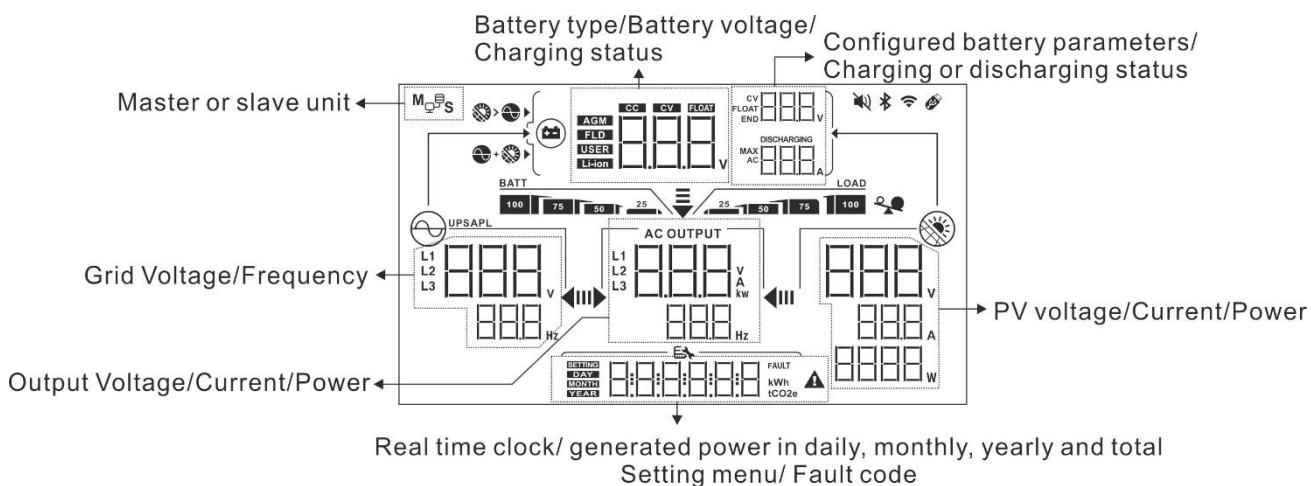 Battery type/Battery voltage/
Charging status
Configured battery parameters/
Charging or discharging status
Master or slave unit
M S
CC CV FLOAT
AGM
FLD
USER
Li-ion
V
CV
FLOAT
END
V
DISCHARGING
MAX
AC
A
BATT
LOAD
100 75 50 25
25 50 75 100
UPSAPL
AC OUTPUT
Grid Voltage/Frequency
L1
L2
L3
V
Hz
L1
L2
L3
V
A
kw
Hz
V
A
W
PV voltage/Current/Power
Output Voltage/Current/Power
SETTING
DAY
MONTH
YEAR
FAULT
kWh
tCO2e
Real time clock/ generated power in daily, monthly, yearly and total
Setting menu/ Fault code